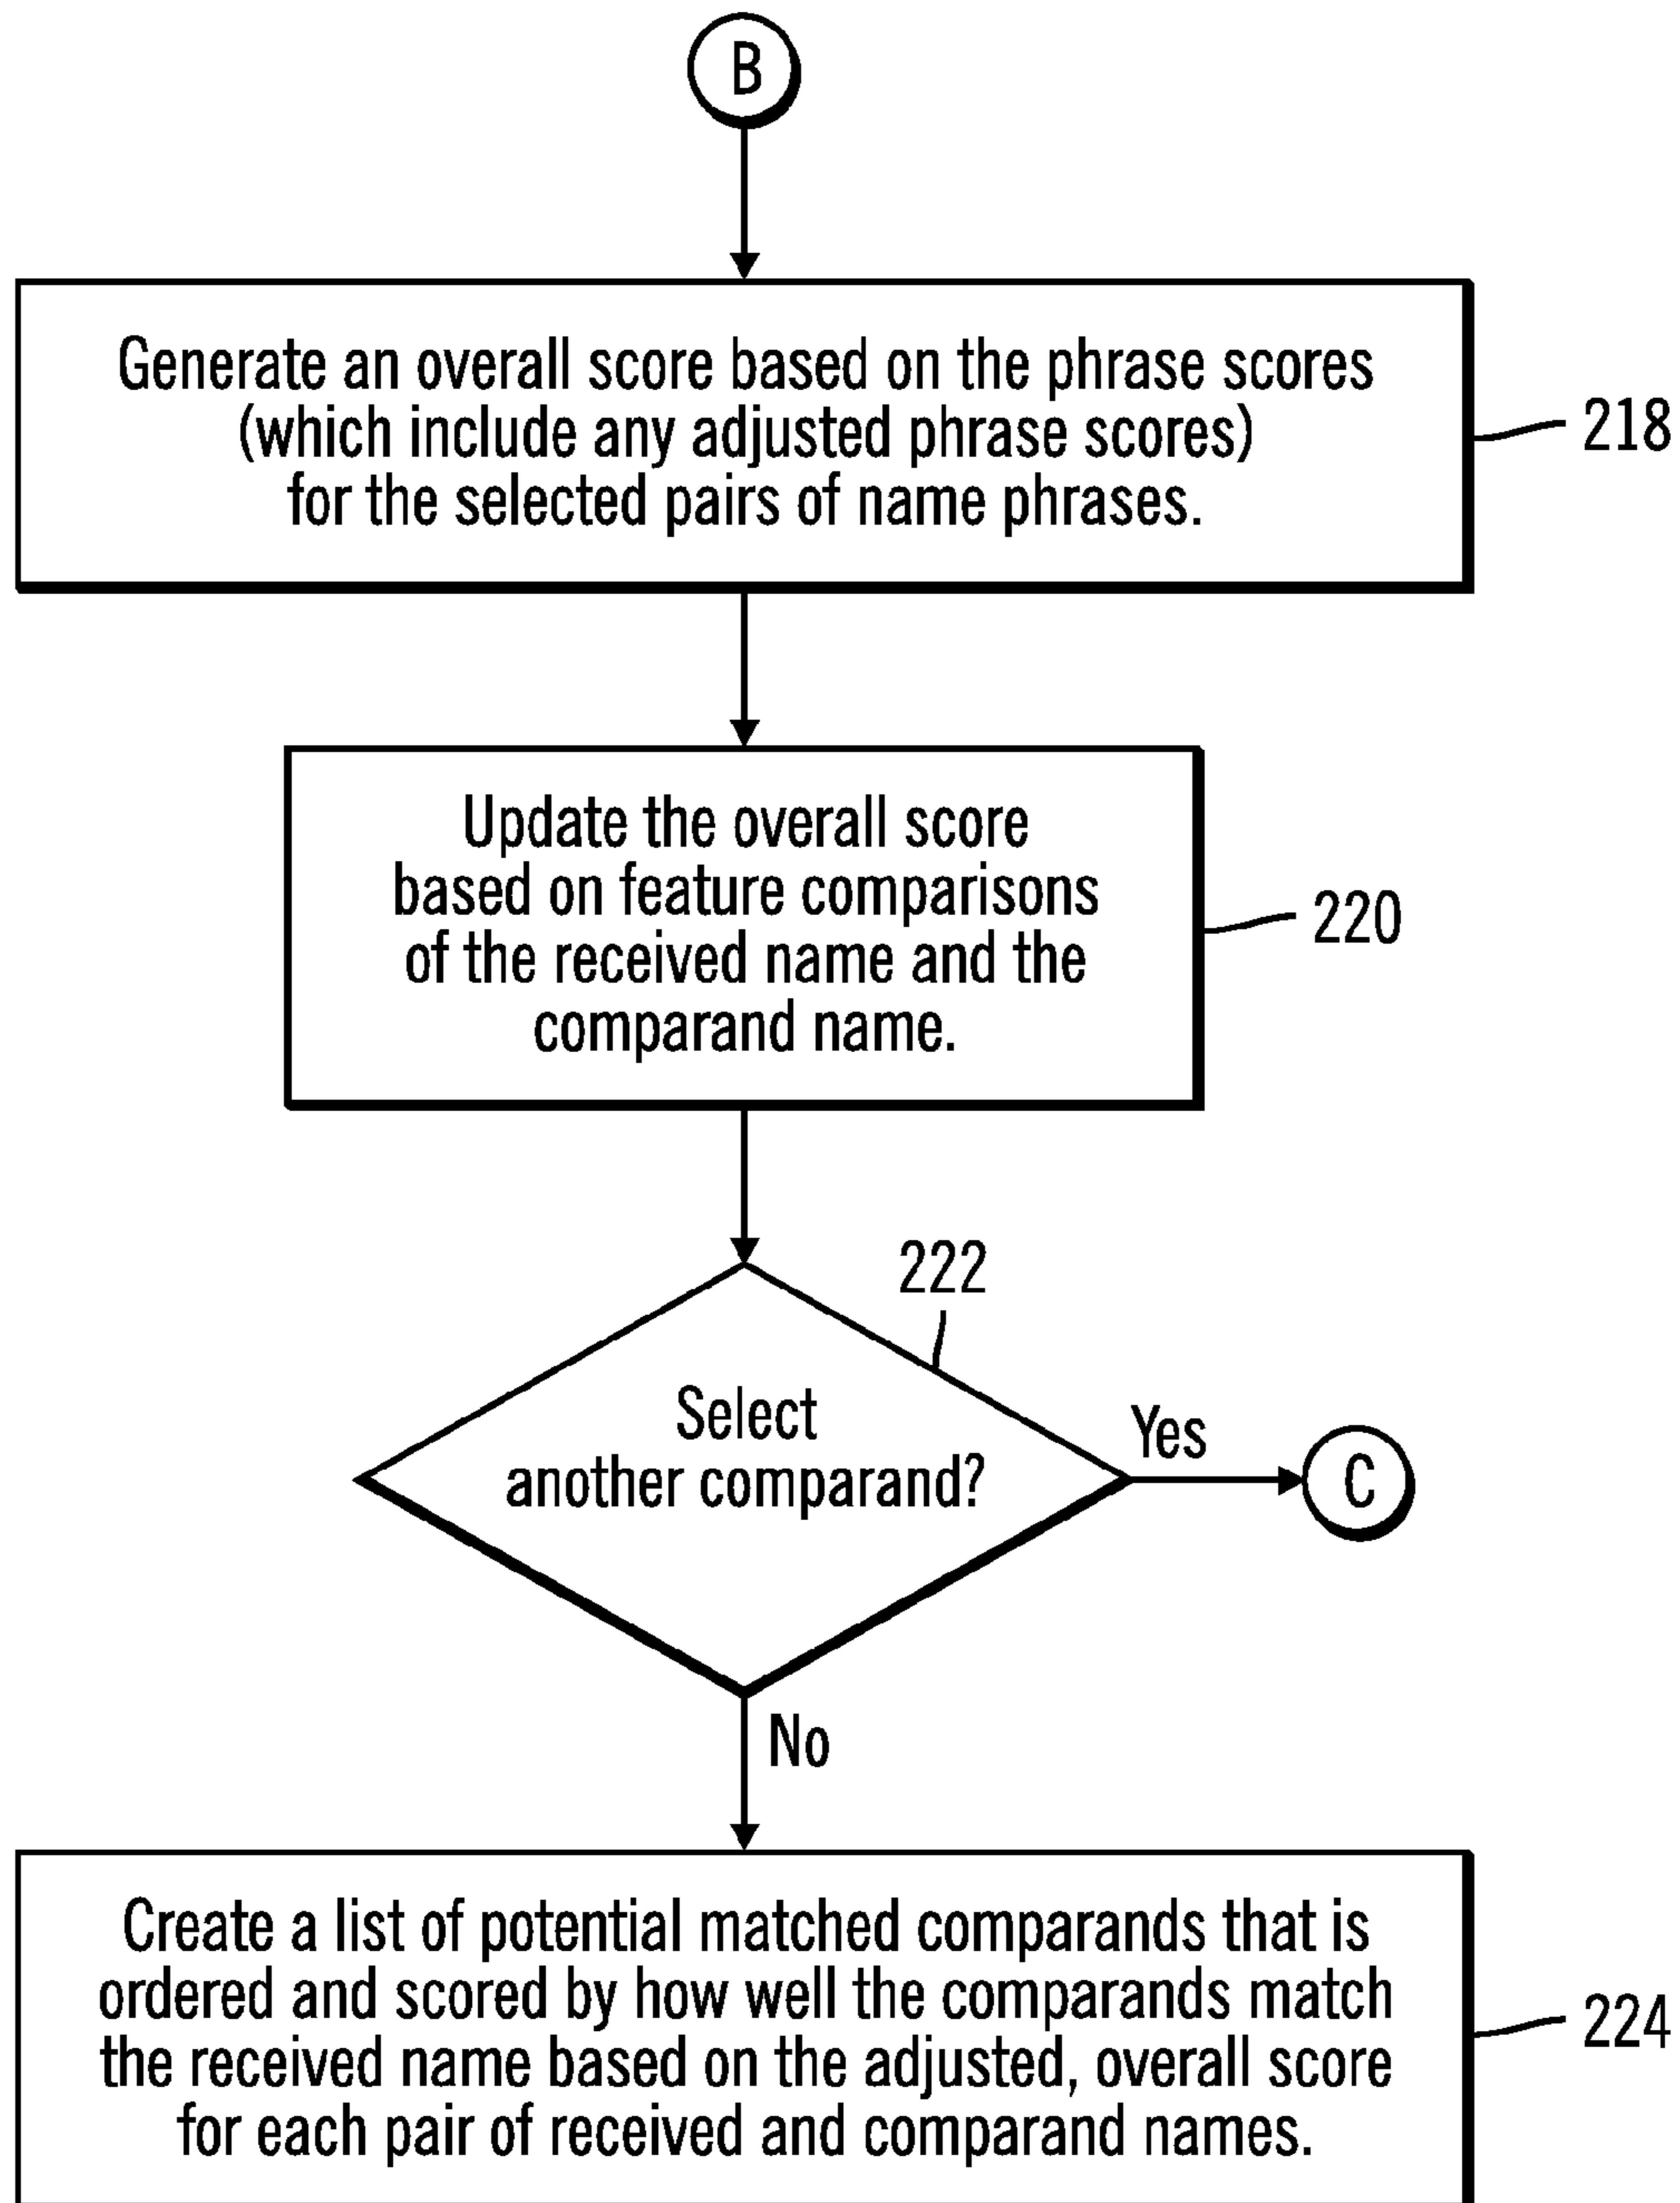 B
Generate an overall score based on the phrase scores
(which include any adjusted phrase scores)
for the selected pairs of name phrases.
218
Update the overall score
based on feature comparisons
of the received name and the
comparand name.
220
222
Select
another comparand?
Yes
C
No
Create a list of potential matched comparands that is
ordered and scored by how well the comparands match
the received name based on the adjusted, overall score
for each pair of received and comparand names.
224